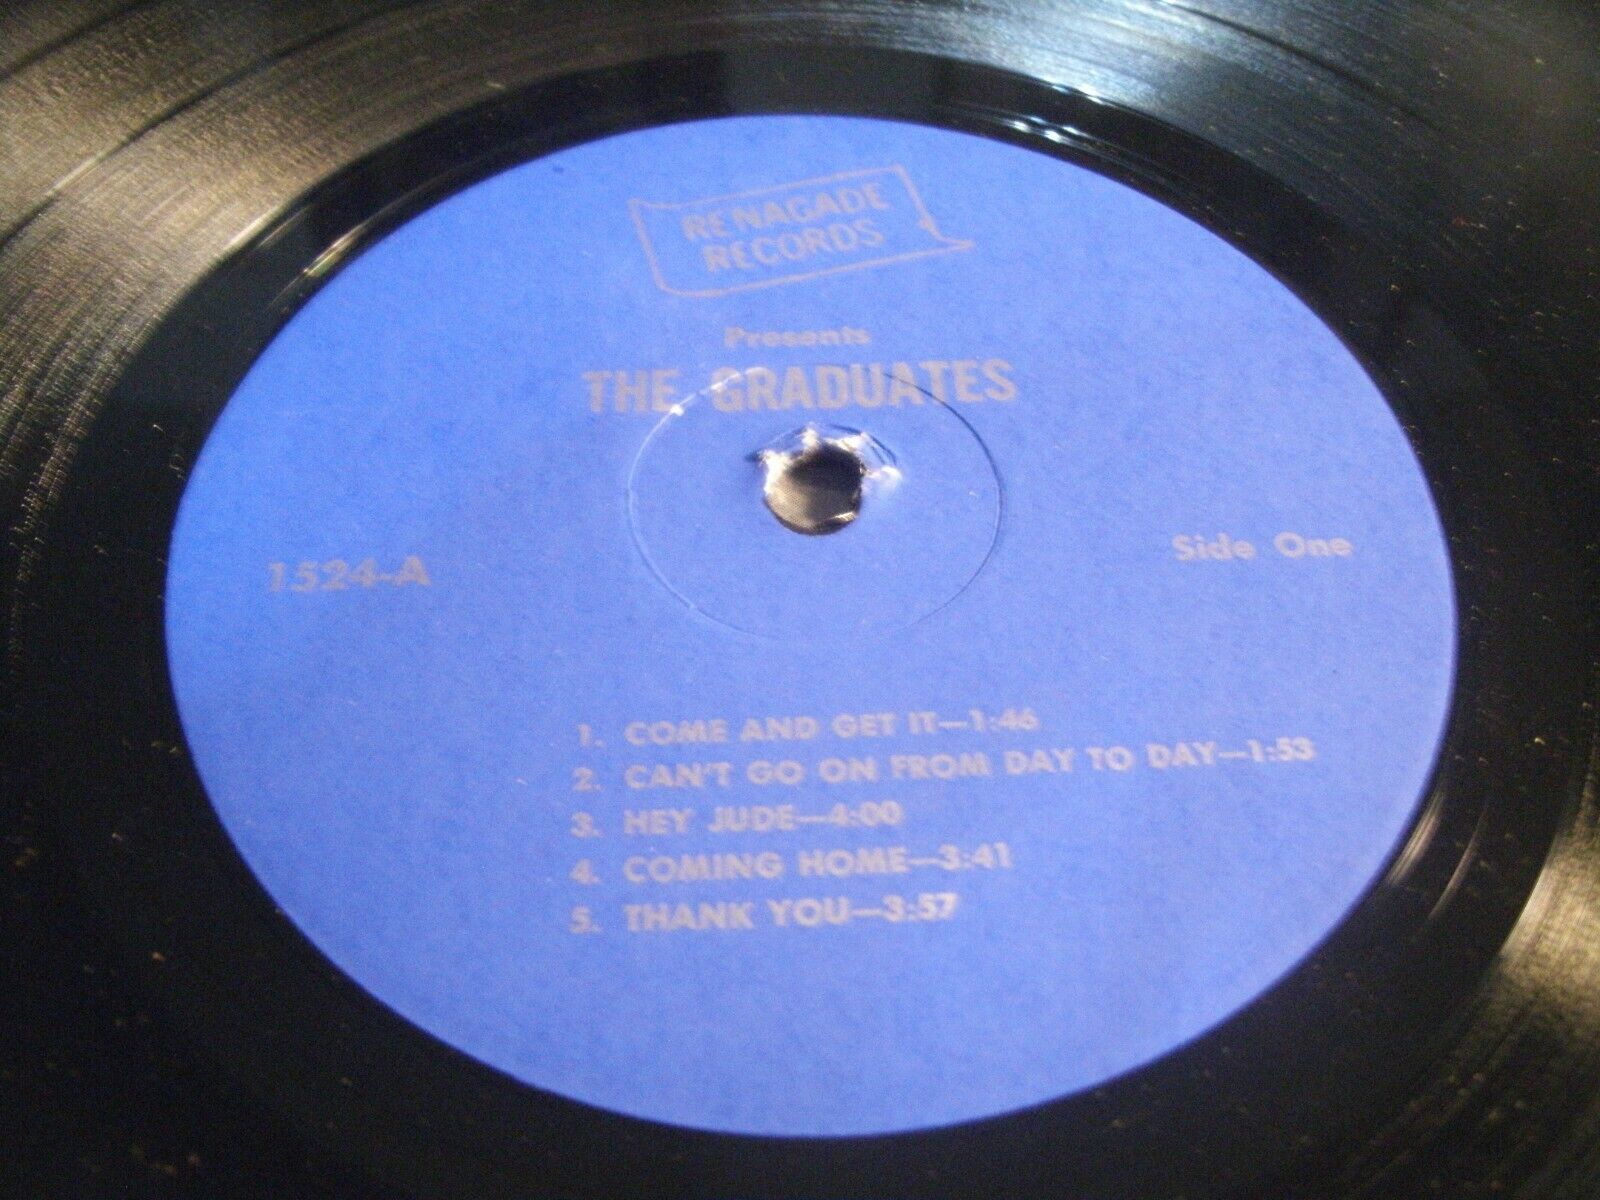 RENAGADE
RECORDS
Presents
THE GRADUATES
1524-A
Side One
1. COME AND GET IT—1:46
2. CAN'T GO ON FROM DAY TO DAY—1:53
3. HEY JUDE—4:00
4. COMING HOME—3:41
5. THANK YOU—3:57